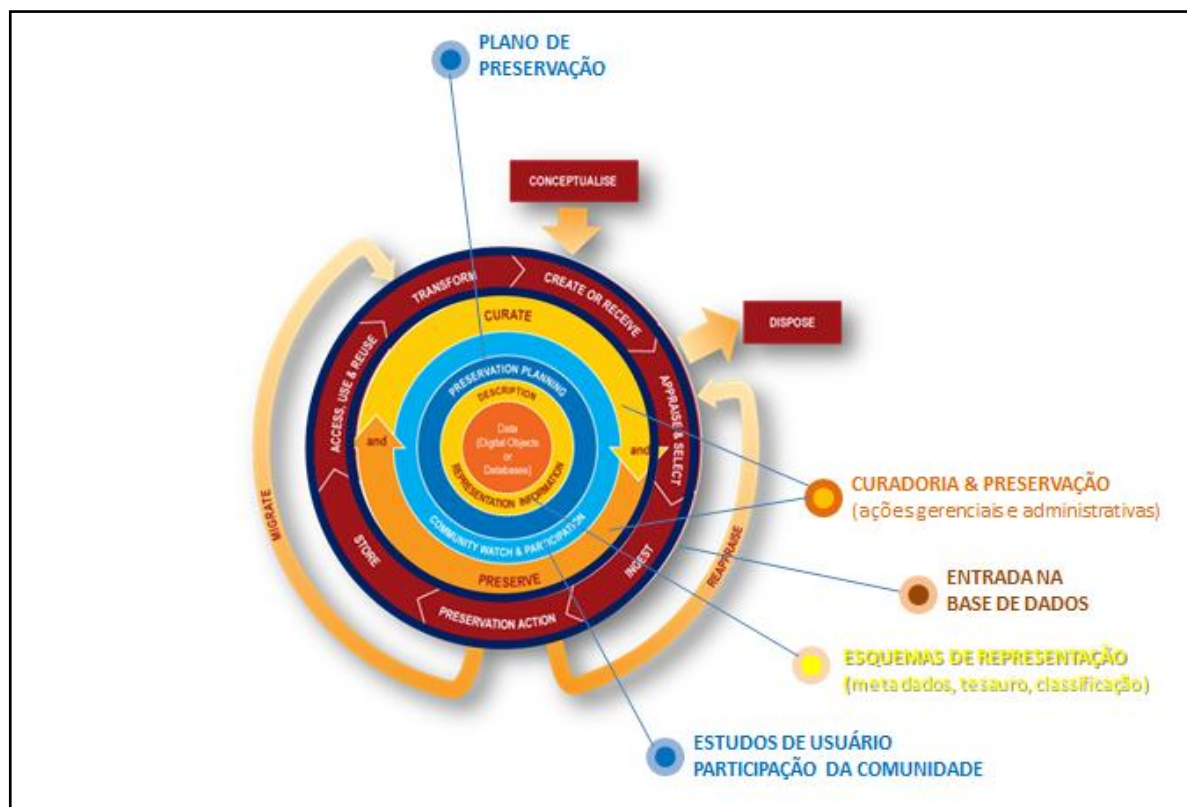 PLANO DE
PRESERVAÇÃO
CONCEPTUALISE
DISPOSE
TRANSFORM
CREATE OR RECEIVE
APPRAISE & SELECT
INGEST
PRESERVATION ACTION
STORE
ACCESS, USE & REUSE
CURATE
and
and
PRESERVE
PRESERVATION PLANNING
COMMUNITY WATCH & PARTICIPATION
DESCRIPTION
REPRESENTATION INFORMATION
Data
(Digital Objects
or
Databases)
MIGRATE
REAPPRAISE
CURADORIA & PRESERVAÇÃO
(ações gerenciais e administrativas)
ENTRADA NA
BASE DE DADOS
ESQUEMAS DE REPRESENTAÇÃO
(metadados, tesauro, classificação)
ESTUDOS DE USUÁRIO
PARTICIPAÇÃO DA COMUNIDADE